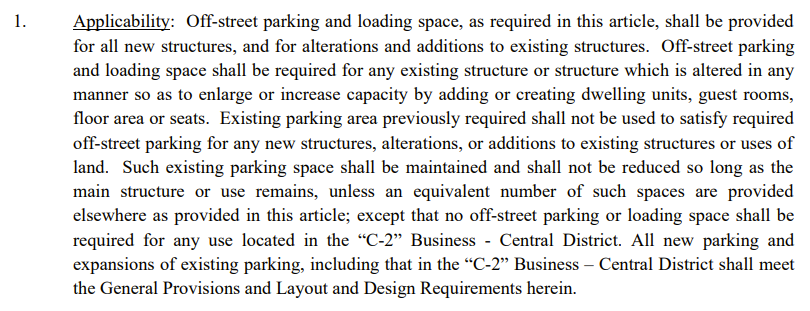 1. Applicability: Off-street parking and loading space, as required in this article, shall be provided
for all new structures, and for alterations and additions to existing structures. Off-street parking
and loading space shall be required for any existing structure or structure which is altered in any
manner so as to enlarge or increase capacity by adding or creating dwelling units, guest rooms,
floor area or seats. Existing parking area previously required shall not be used to satisfy required
off-street parking for any new structures, alterations, or additions to existing structures or uses of
land. Such existing parking space shall be maintained and shall not be reduced so long as the
main structure or use remains, unless an equivalent number of such spaces are provided
elsewhere as provided in this article; except that no off-street parking or loading space shall be
required for any use located in the “C-2” Business - Central District. All new parking and
expansions of existing parking, including that in the “C-2” Business – Central District shall meet
the General Provisions and Layout and Design Requirements herein.